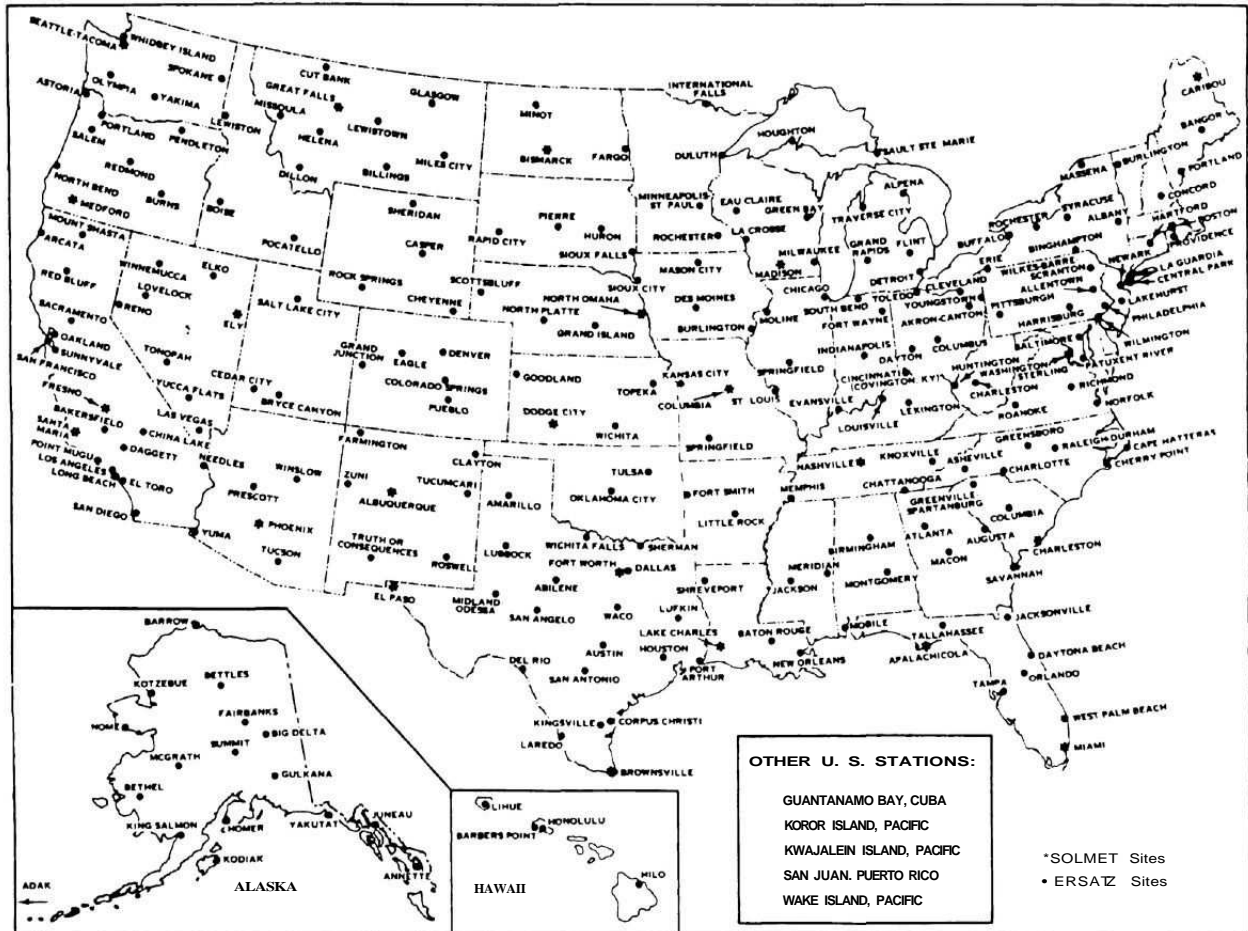 SEATTLE-TACOMA
WHIDBEY ISLAND
SPOKANE
ASTORIA
OLYMPIA
YAKIMA
PORTLAND
SALEM
PENDLETON
LEWISTON
REDMOND
NORTH BEND
MEDFORD
BURNS
BOISE
POCATELLO
CUT BANK
GREAT FALLS
MISSOULA
GLASGOW
LEWISTOWN
HELENA
MILES CITY
DILLON
BILLINGS
MINOT
BISMARCK
FARGO
INTERNATIONAL
FALLS
HOUGHTON
DULUTH
SAULT STE MARIE
CARIBOU
BANGOR
PORTLAND
BURLINGTON
MASSENA
CONCORD
MOUNT SHASTA
ARCATA
RED BLUFF
SACRAMENTO
OAKLAND
SUNNYVALE
SAN FRANCISCO
FRESNO
BAKERSFIELD
SANTA
MARIA
POINT MUGU
LOS ANGELES
LONG BEACH
EL TORO
SAN DIEGO
CHINA LAKE
DAGGETT
NEEDLES
WINNEMUCCA
LOVELOCK
ELKO
RENO
ELY
TONOPAH
YUCCA FLATS
LAS VEGAS
SALT LAKE CITY
CEDAR CITY
BRYCE CANYON
SHERIDAN
CASPER
ROCK SPRINGS
CHEYENNE
RAPID CITY
PIERRE
HURON
SIOUX FALLS
SCOTTSBLUFF
NORTH OMAHA
NORTH PLATTE
GRAND ISLAND
MINNEAPOLIS
ST PAUL
ROCHESTER
EAU CLAIRE
GREEN BAY
LA CROSSE
MILWAUKEE
MADISON
MASON CITY
SIOUX CITY
DES MOINES
BURLINGTON
CHICAGO
MOLINE
SPRINGFIELD
ALPENA
TRAVERSE CITY
GRAND
RAPIDS
FLINT
DETROIT
SOUTH BEND
FORT WAYNE
INDIANAPOLIS
EVANSVILLE
TOLEDO
CLEVELAND
YOUNGSTOWN
AKRON-CANTON
DAYTON
COLUMBUS
CINCINNATI
(COVINGTON, KY)
LOUISVILLE
LEXINGTON
SYRACUSE
ROCHESTER
BUFFALO
ALBANY
BINGHAMPTON
ERIE
HARTFORD
BOSTON
PROVIDENCE
NEWARK
LA GUARDIA
CENTRAL PARK
WILKES-BARRE
SCRANTON
ALLENTOWN
LAKEHURST
PITTSBURGH
HARRISBURG
PHILADELPHIA
WILMINGTON
BALTIMORE
PATUXENT RIVER
HUNTINGTON
WASHINGTON
STERLING
CHARLESTON
RICHMOND
ROANOKE
NORFOLK
GRAND
JUNCTION
EAGLE
DENVER
COLORADO SPRINGS
PUEBLO
GOODLAND
TOPEKA
DODGE CITY
WICHITA
KANSAS CITY
COLUMBIA
ST LOUIS
SPRINGFIELD
PRESCOTT
WINSLOW
PHOENIX
YUMA
TUCSON
FARMINGTON
ZUNI
ALBUQUERQUE
CLAYTON
TUCUMCARI
TRUTH OR
CONSEQUENCES
ROSWELL
TULSA
OKLAHOMA CITY
FORT SMITH
LITTLE ROCK
NASHVILLE
KNOXVILLE
MEMPHIS
CHATTANOOGA
GREENSBORO
RALEIGH-DURHAM
CAPE HATTERAS
CHERRY POINT
ASHEVILLE
CHARLOTTE
GREENVILLE
SPARTANBURG
COLUMBIA
CHARLESTON
ATLANTA
AUGUSTA
MACON
SAVANNAH
BIRMINGHAM
MONTGOMERY
MOBILE
MERIDIAN
JACKSON
AMARILLO
LUBBOCK
WICHITA FALLS
SHERMAN
FORT WORTH
DALLAS
ABILENE
EL PASO
MIDLAND
ODESSA
SAN ANGELO
WACO
LUFKIN
AUSTIN
HOUSTON
PORT
ARTHUR
DEL RIO
SAN ANTONIO
KINGSVILLE
CORPUS CHRISTI
LAREDO
BROWNSVILLE
SHREVEPORT
LAKE CHARLES
BATON ROUGE
NEW ORLEANS
TALLAHASSEE
APALACHICOLA
JACKSONVILLE
DAYTONA BEACH
ORLANDO
TAMPA
WEST PALM BEACH
MIAMI
BARROW
KOTZEBUE
BETTLES
NOME
FAIRBANKS
BIG DELTA
SUMMIT
MCGRATH
GULKANA
BETHEL
KING SALMON
HOMER
YAKUTAT
JUNEAU
KODIAK
ANNETTE
ADAK
ALASKA
LIHUE
BARBERS POINT
HONOLULU
HILO
HAWAII
OTHER U. S. STATIONS:
GUANTANAMO BAY, CUBA
KOROR ISLAND, PACIFIC
KWAJALEIN ISLAND, PACIFIC
SAN JUAN. PUERTO RICO
WAKE ISLAND, PACIFIC
*SOLMET Sites
• ERSATZ Sites